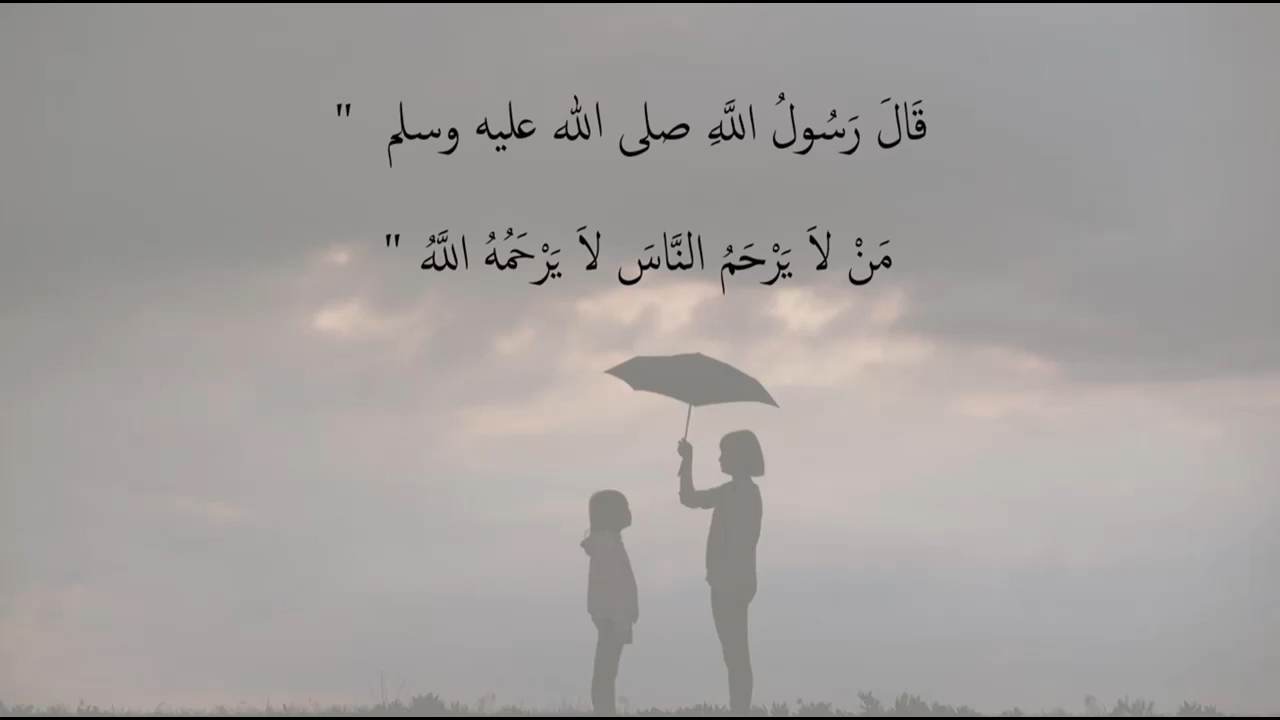 قَالَ رَسُولُ اللَّهِ صلى الله عليه وسلم "
مَنْ لاَ يَرْحَمُ النَّاسَ لاَ يَرْحَمُهُ اللَّهُ "